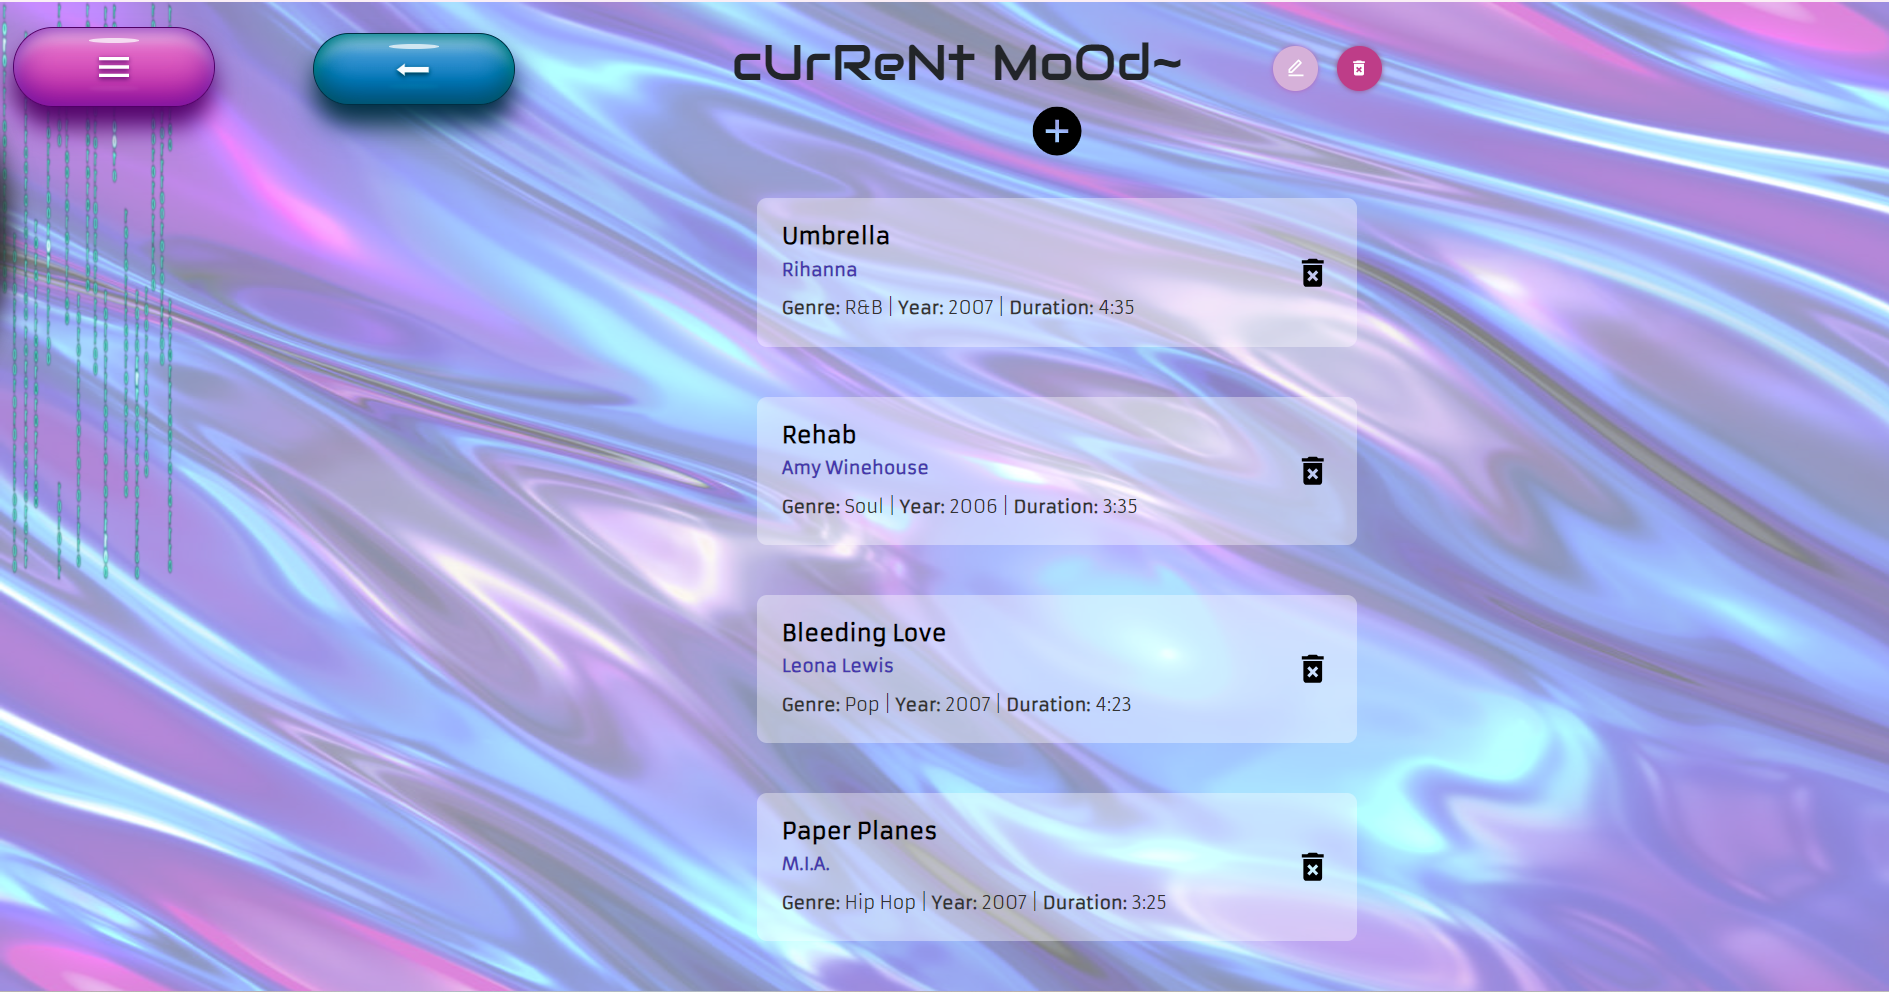 cUrReNt MoOd~
Umbrella
Rihanna
Genre: R&B | Year: 2007 | Duration: 4:35
Rehab
Amy Winehouse
Genre: Soul | Year: 2006 | Duration: 3:35
Bleeding Love
Leona Lewis
Genre: Pop | Year: 2007 | Duration: 4:23
Paper Planes
M.I.A.
Genre: Hip Hop | Year: 2007 | Duration: 3:25